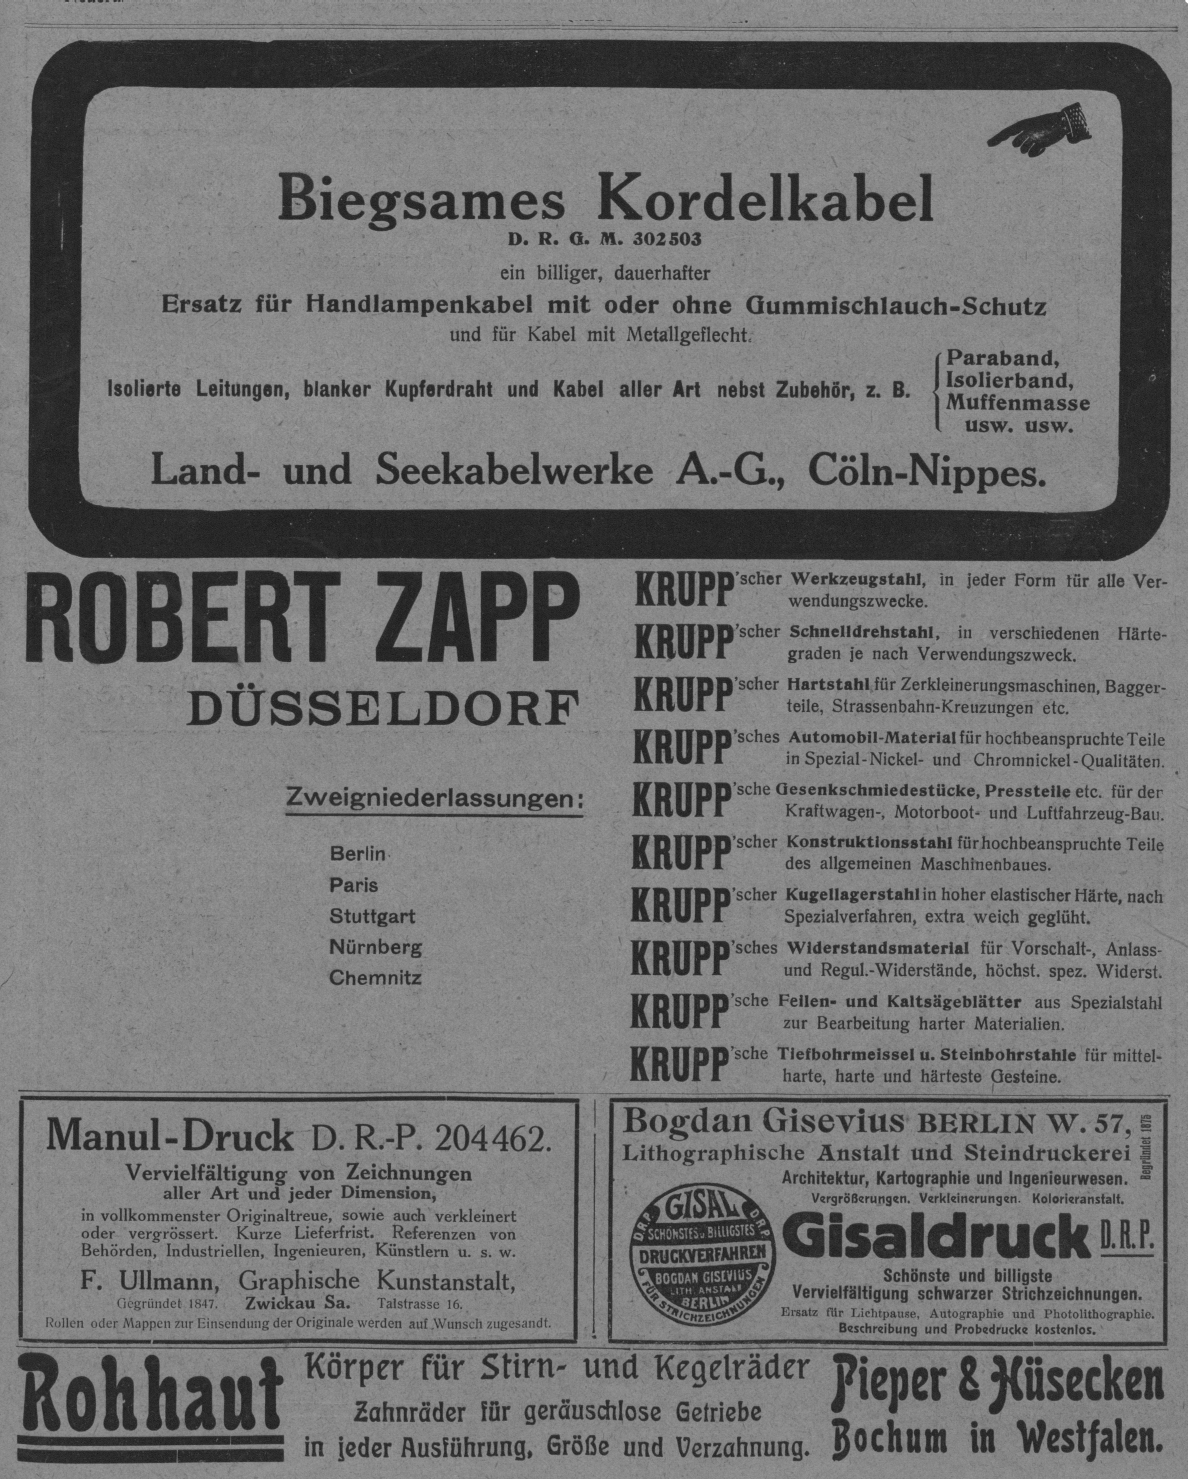 Biegsames Kordelkabel
D. R. G. M. 302503
ein billiger, dauerhafter
Ersatz für Handlampenkabel mit oder ohne Gummischlauch-Schutz
und für Kabel mit Metallgeflecht.
Isolierte Leitungen, blanker Kupferdraht und Kabel aller Art nebst Zubehör, z. B.
Paraband,
Isolierband,
Muffenmasse
usw. usw.
Land- und Seekabelwerke A.-G., Cöln-Nippes.
ROBERT ZAPP
DÜSSELDORF
Zweigniederlassungen:
Berlin
Paris
Stuttgart
Nürnberg
Chemnitz
KRUPP'scher Werkzeugstahl, in jeder Form für alle Ver-
wendungszwecke.
KRUPP'scher Schnelldrehstahl, in verschiedenen Härte-
graden je nach Verwendungszweck.
KRUPP'scher Hartstahl für Zerkleinerungsmaschinen, Bagger-
teile, Strassenbahn-Kreuzungen etc.
KRUPP'sches Automobil-Material für hochbeanspruchte Teile
in Spezial-Nickel- und Chromnickel-Qualitäten.
KRUPP'sche Gesenkschmiedestücke, Pressteile etc. für der
Kraftwagen-, Motorboot- und Luftfahrzeug-Bau.
KRUPP'scher Konstruktionsstahl für hochbeanspruchte Teile
des allgemeinen Maschinenbaues.
KRUPP'scher Kugellagerstahl in hoher elastischer Härte, nach
Spezialverfahren, extra weich geglüht.
KRUPP'sches Widerstandsmaterial für Vorschalt-, Anlass-
und Regul.-Widerstände, höchst. spez. Widerst.
KRUPP'sche Feilen- und Kaltsägeblätter aus Spezialstahl
zur Bearbeitung harter Materialien.
KRUPP'sche Tiefbohrmeissel u. Steinbohrstahle für mittel-
harte, harte und härteste Gesteine.
Manul-Druck D. R.-P. 204462.
Vervielfältigung von Zeichnungen
aller Art und jeder Dimension,
in vollkommenster Originaltreue, sowie auch verkleinert
oder vergrössert. Kurze Lieferfrist. Referenzen von
Behörden, Industriellen, Ingenieuren, Künstlern u. s. w.
F. Ullmann, Graphische Kunstanstalt,
Gegründet 1847. Zwickau Sa. Talstrasse 16.
Rollen oder Mappen zur Einsendung der Originale werden auf Wunsch zugesandt.
Bogdan Gisevius BERLIN W. 57,
Begründet 1875
Lithographische Anstalt und Steindruckerei
Architektur, Kartographie und Ingenieurwesen.
Vergrößerungen. Verkleinerungen. Kolorieranstalt.
GISAL
D.R.P. D.R.P.
SCHÖNSTES u. BILLIGSTES
DRUCKVERFAHREN
BOGDAN GISEVIUS
LITH. ANSTALT
BERLIN
FÜR STRICHZEICHNUNGEN
Gisaldruck D.R.P.
Schönste und billigste
Vervielfältigung schwarzer Strichzeichnungen.
Ersatz für Lichtpause, Autographie und Photolithographie.
Beschreibung und Probedrucke kostenlos.
Rohhaut
Körper für Stirn- und Kegelräder
Zahnräder für geräuschlose Getriebe
in jeder Ausführung, Größe und Verzahnung.
Pieper & Hüsecken
Bochum in Westfalen.